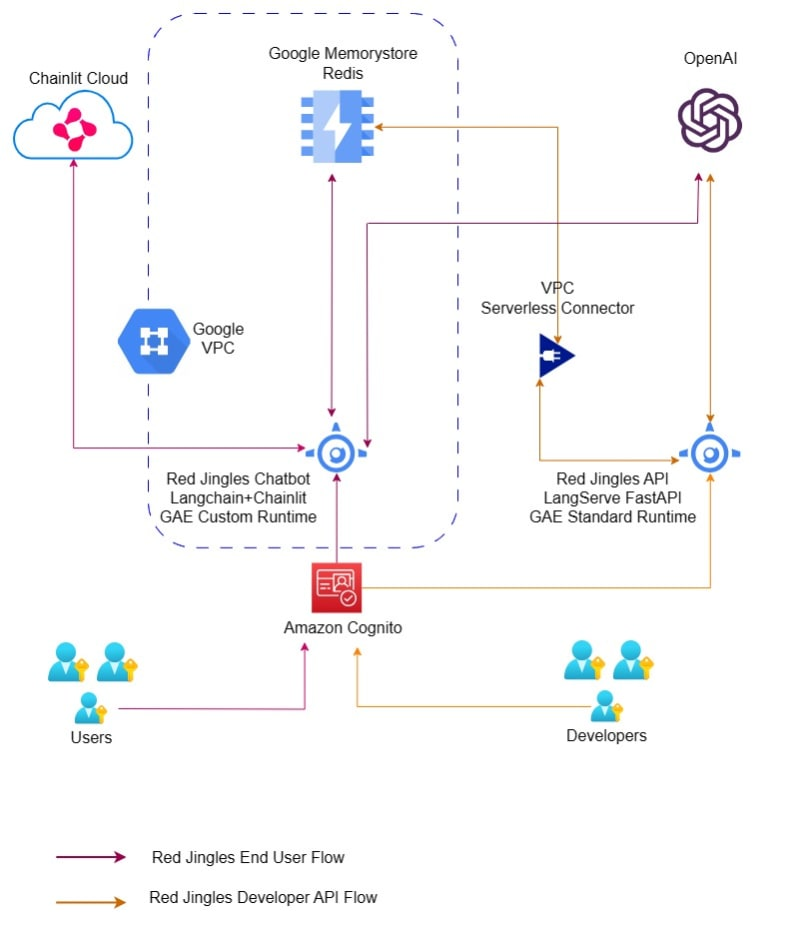 Google Memorystore
Redis
OpenAI
Chainlit Cloud
VPC
Serverless Connector
Google
VPC
Red Jingles Chatbot
Langchain+Chainlit
GAE Custom Runtime
Red Jingles API
LangServe FastAPI
GAE Standard Runtime
Amazon Cognito
Users
Developers
Red Jingles End User Flow
Red Jingles Developer API Flow